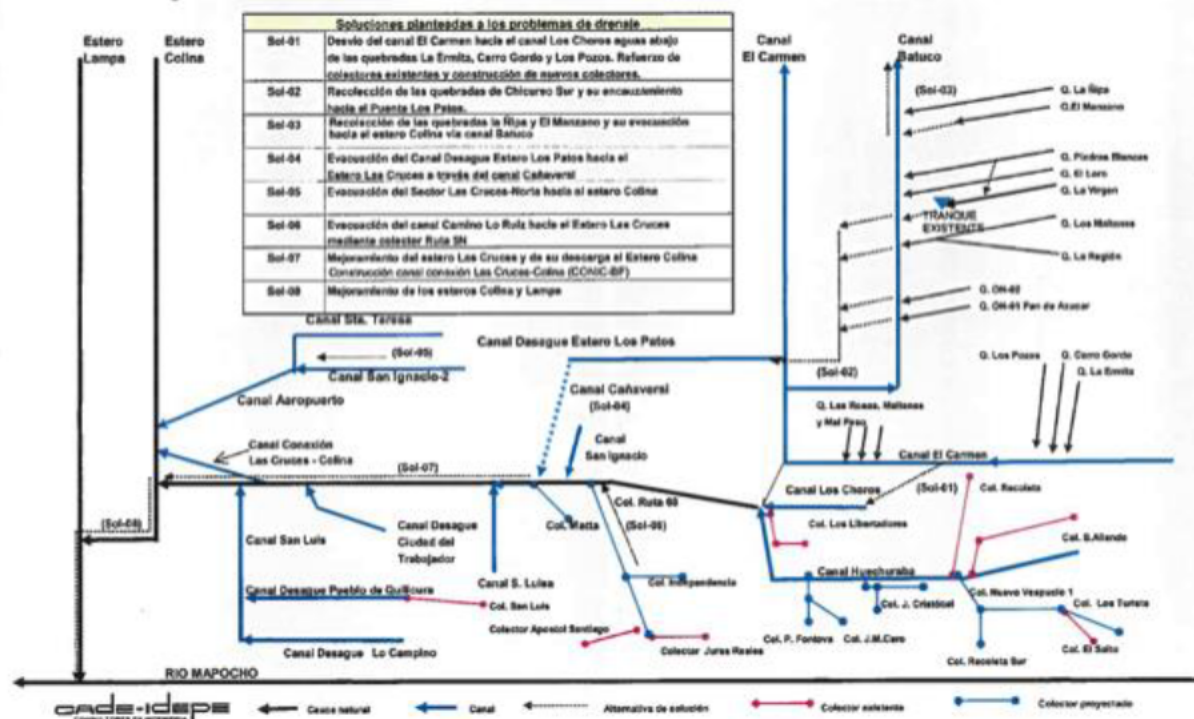 Soluciones planteadas a los problemas de drenaje
Sol-01 Desvio del canal El Carmen hacia el canal Los Choros aguas abajo
de las quebradas La Ermita, Cerro Gordo y Los Pozos. Refuerzo de
colectores existentes y construcción de nuevos colectores.
Sol-02 Recolección de las quebradas de Chicureo Sur y su encauzamiento
hacia el Puente Los Patos.
Sol-03 Recolección de las quebradas la Ñipa y El Manzano y su evacuación
hacia el estero Colina via canal Batuco
Sol-04 Evacuación del Canal Desague Estero Los Patos hacia el
Estero Las Cruces a través del canal Cañaveral
Sol-05 Evacuación del Sector Las Cruces-Norte hacia el estero Colina
Sol-06 Evacuación del canal Camino Lo Ruiz hacia el Estero Las Cruces
mediante colector Ruta 5N
Sol-07 Mejoramiento del estero Las Cruces y de su descarga al Estero Colina
Construcción canal conexión Las Cruces-Colina (CONIC-BF)
Sol-08 Mejoramiento de los esteros Colina y Lampa
Estero
Lampa
Estero
Colina
Canal
El Carmen
Canal
Batuco
(Sol-03)
Q. La Ñipa
Q.El Manzano
Q. Piedras Blancas
Q. El Loro
Q. La Virgen
TRANQUE
EXISTENTE
Q. Los Maitenes
Q. La Región
Q. OH-02
Q. OH-01 Pan de Azucar
Canal Sta. Teresa
(Sol-05)
Canal San Ignacio-2
Canal Aeropuerto
Canal Desague Estero Los Patos
(Sol-02)
Q. Los Pozos
Q. Cerro Gordo
Q. La Ermita
Canal Cañaveral
(Sol-04)
Canal
San Ignacio
y Mal Paso
Canal El Carmen
Canal Conexión
Las Cruces - Colina
(Sol-07)
Canal Los Choros
(Sol-01)
Col. Recoleta
Col. Ruta 68
(Sol-08)
Canal San Luis
Canal Desague
Ciudad del
Trabajador
Col. Matta
(Sol-06)
Col. Los Libertadores
Col. S.Allende
Canal Huechuraba
Canal Desague Pueblo de Quilicura
Canal S. Luisa
Col. Independencia
Col. San Luis
Col. J. Cristobal
Col. Nuevo Vespucio 1
Col. Los Turista
Colector Apostol Santiago
Col. P. Fontova
Col. J.M.Caro
Col. El Salto
Canal Desague Lo Campino
Colector Juras Reales
Col. Recoleta Sur
RIO MAPOCHO
cade-idepe
Cauce natural
Canal
Alternativa de solución
Colector existente
Colector proyectado